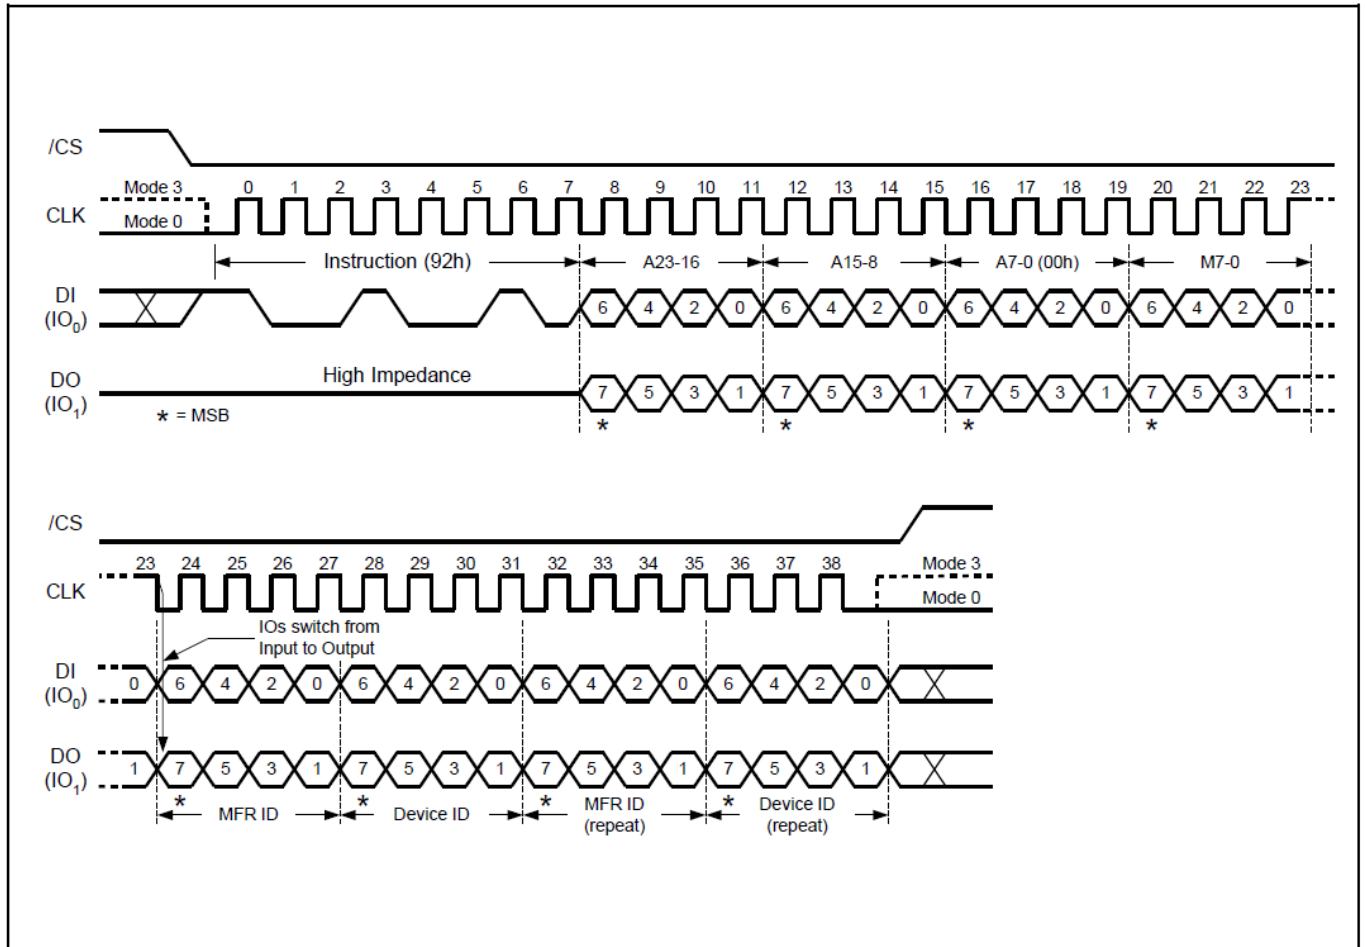 /CS
Mode 3 0 1 2 3 4 5 6 7 8 9 10 11 12 13 14 15 16 17 18 19 20 21 22 23
CLK
Mode 0
Instruction (92h) A23-16 A15-8 A7-0 (00h) M7-0
DI
(IO0) 6 4 2 0 6 4 2 0 6 4 2 0 6 4 2 0
High Impedance
DO
(IO1) 7 5 3 1 7 5 3 1 7 5 3 1 7 5 3 1
* = MSB * * * *
/CS
23 24 25 26 27 28 29 30 31 32 33 34 35 36 37 38 Mode 3
CLK
Mode 0
IOs switch from
Input to Output
DI
(IO0) 0 6 4 2 0 6 4 2 0 6 4 2 0 6 4 2 0
DO
(IO1) 1 7 5 3 1 7 5 3 1 7 5 3 1 7 5 3 1
* * * *
MFR ID Device ID MFR ID
(repeat) Device ID
(repeat)